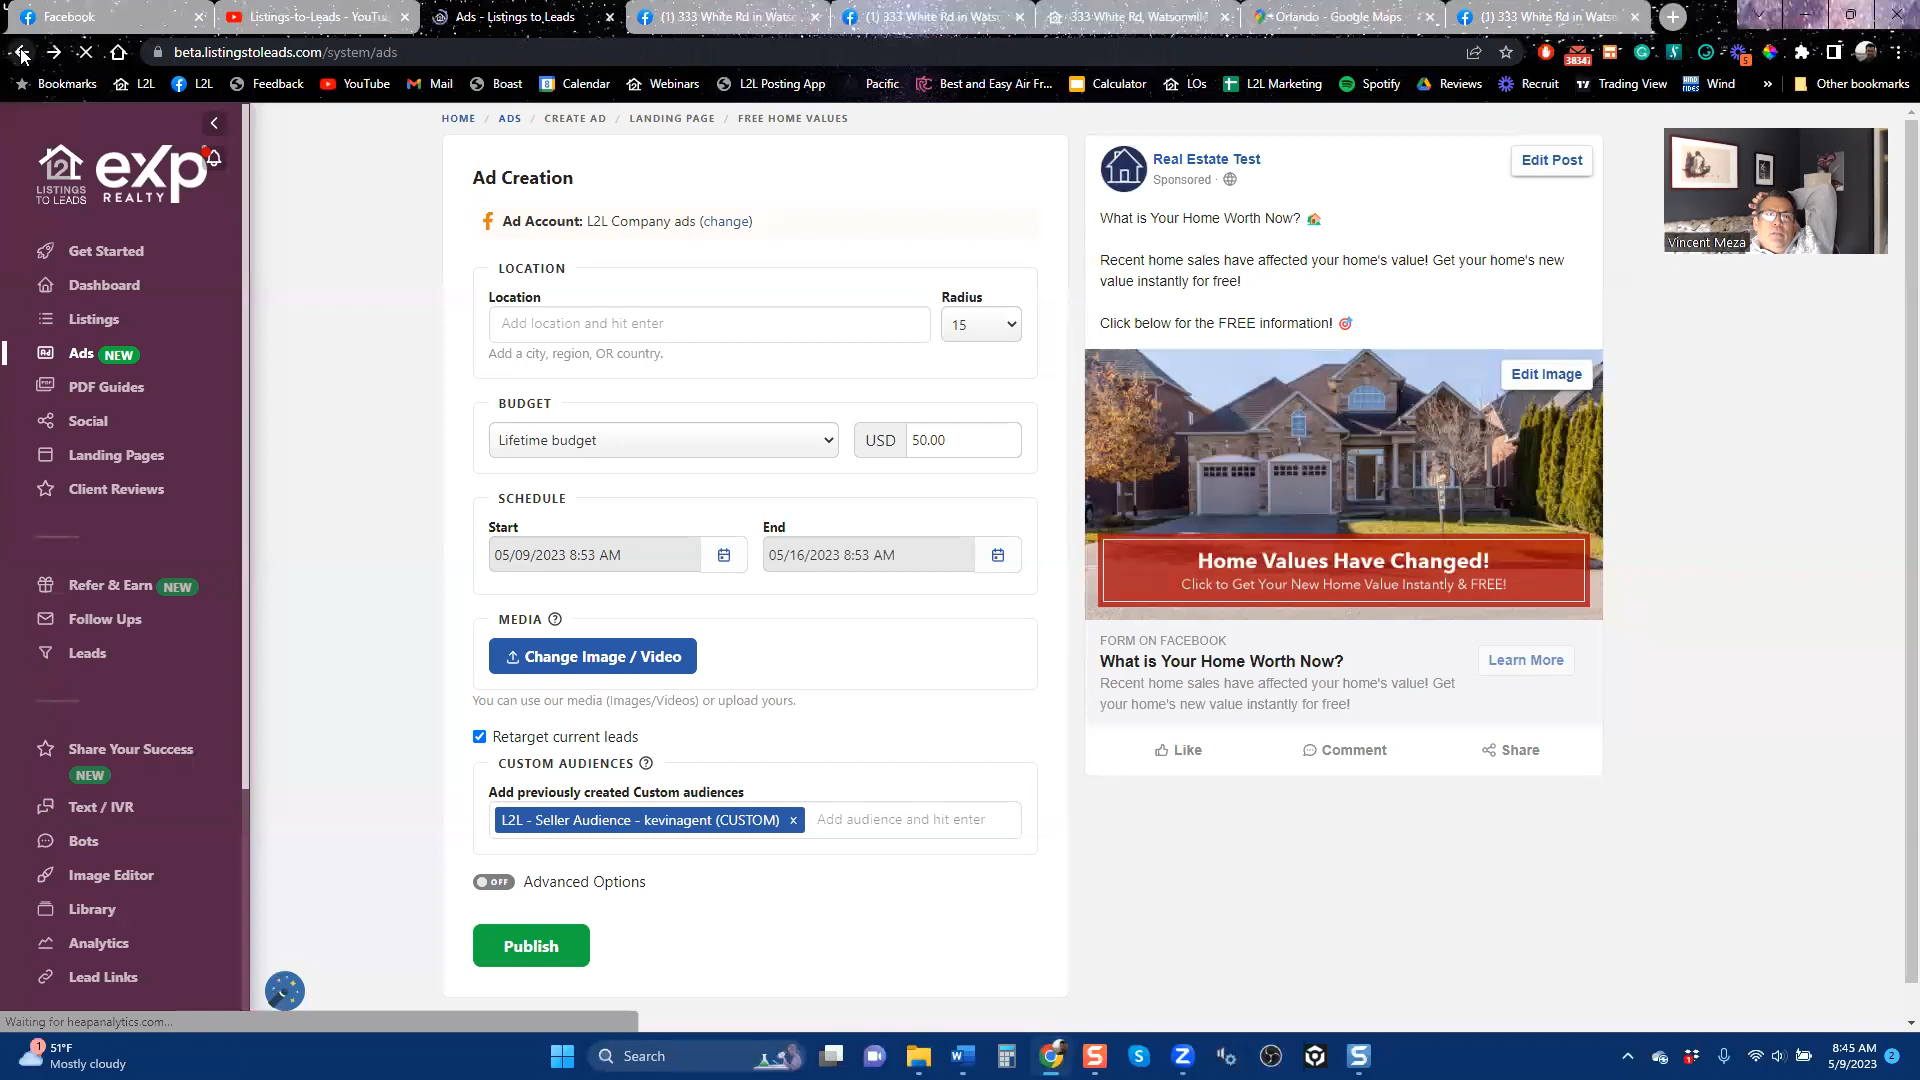 Facebook
Listings-to-Leads - YouTu
Ads - Listings to Leads
(1) 333 White Rd in Watso
(1) 333 White Rd in Watso
333 White Rd, Watsonville
Orlando - Google Maps
(1) 333 White Rd in Watso
beta.listingstoleads.com/system/ads
38347
5
Bookmarks
L2L
L2L
Feedback
YouTube
Mail
Boast
8 Calendar
Webinars
L2L Posting App
Pacific
Best and Easy Air Fr...
Calculator
LOs
L2L Marketing
Spotify
Reviews
Recruit
Trading View
Wind
»
Other bookmarks
L2L
LISTINGS
TO LEADS
eXp
REALTY
Get Started
Dashboard
Listings
Ads NEW
PDF Guides
Social
Landing Pages
Client Reviews
Refer & Earn NEW
Follow Ups
Leads
Share Your Success
NEW
Text / IVR
Bots
Image Editor
Library
Analytics
Lead Links
HOME / ADS / CREATE AD / LANDING PAGE / FREE HOME VALUES
Ad Creation
Ad Account: L2L Company ads (change)
LOCATION
Location
Radius
Add location and hit enter
15
Add a city, region, OR country.
BUDGET
Lifetime budget
USD 50.00
SCHEDULE
Start
End
05/09/2023 8:53 AM
05/16/2023 8:53 AM
MEDIA
Change Image / Video
You can use our media (Images/Videos) or upload yours.
Retarget current leads
CUSTOM AUDIENCES
Add previously created Custom audiences
L2L - Seller Audience - kevinagent (CUSTOM) × Add audience and hit enter
OFF Advanced Options
Publish
Real Estate Test
Sponsored ·
Edit Post
What is Your Home Worth Now? 🏡
Recent home sales have affected your home's value! Get your home's new
value instantly for free!
Click below for the FREE information! 🎯
Edit Image
Home Values Have Changed!
Click to Get Your New Home Value Instantly & FREE!
FORM ON FACEBOOK
What is Your Home Worth Now?
Recent home sales have affected your home's value! Get
your home's new value instantly for free!
Learn More
Like
Comment
Share
Vincent Meza
Waiting for heapanalytics.com...
1
51°F
Mostly cloudy
Search
8:45 AM
5/9/2023
2